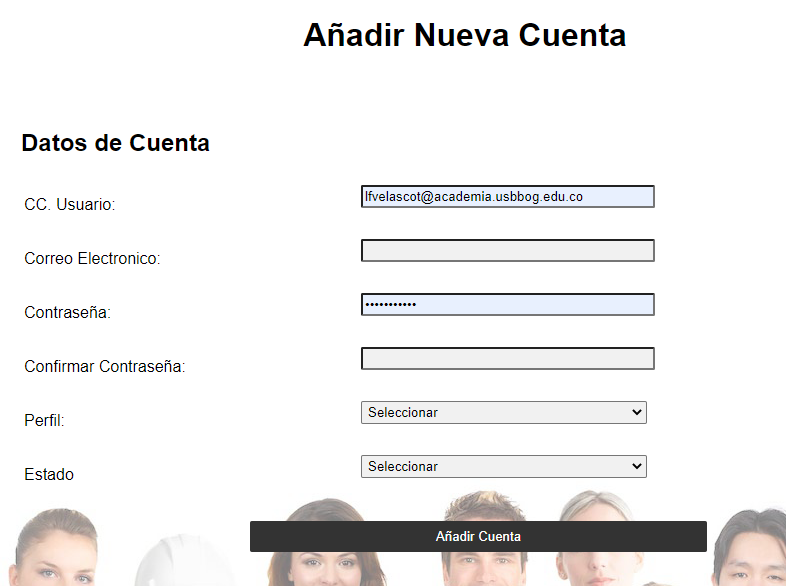 Añadir Nueva Cuenta
Datos de Cuenta
CC. Usuario: lfvelascot@academia.usbbog.edu.co
Correo Electronico:
Contraseña: •••••••••••
Confirmar Contraseña:
Perfil: Seleccionar
Estado Seleccionar
Añadir Cuenta